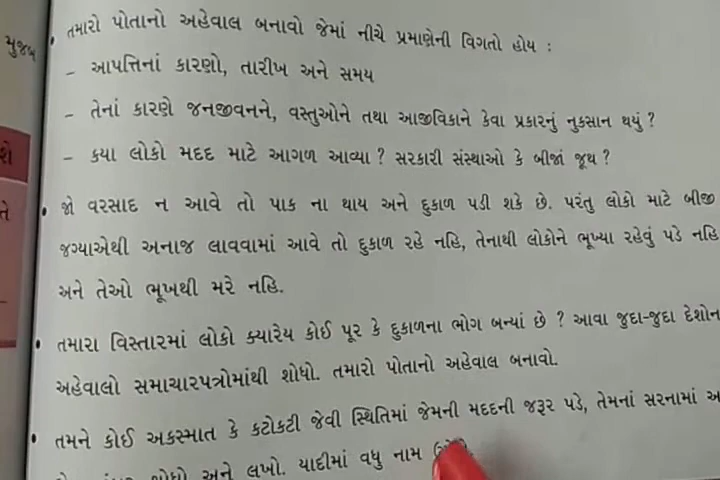 મુજબ
• તમારો પોતાનો અહેવાલ બનાવો જેમાં નીચે પ્રમાણેની વિગતો હોય :
– આપત્તિનાં કારણો, તારીખ અને સમય
– તેનાં કારણે જનજીવનને, વસ્તુઓને તથા આજીવિકાને કેવા પ્રકારનું નુકસાન થયું ?
– કયા લોકો મદદ માટે આગળ આવ્યા ? સરકારી સંસ્થાઓ કે બીજાં જૂથ ?
• જો વરસાદ ન આવે તો પાક ના થાય અને દુકાળ પડી શકે છે. પરંતુ લોકો માટે બીજી
જગ્યાએથી અનાજ લાવવામાં આવે તો દુકાળ રહે નહિ, તેનાથી લોકોને ભૂખ્યા રહેવું પડે નહિ
અને તેઓ ભૂખથી મરે નહિ.
• તમારા વિસ્તારમાં લોકો ક્યારેય કોઈ પૂર કે દુકાળના ભોગ બન્યાં છે ? આવા જુદા-જુદા દેશોન
અહેવાલો સમાચારપત્રોમાંથી શોધો. તમારો પોતાનો અહેવાલ બનાવો.
• તમને કોઈ અકસ્માત કે કટોકટી જેવી સ્થિતિમાં જેમની મદદની જરૂર પડે, તેમનાં સરનામાં અ
શોધો અને લખો. યાદીમાં વધુ નામ